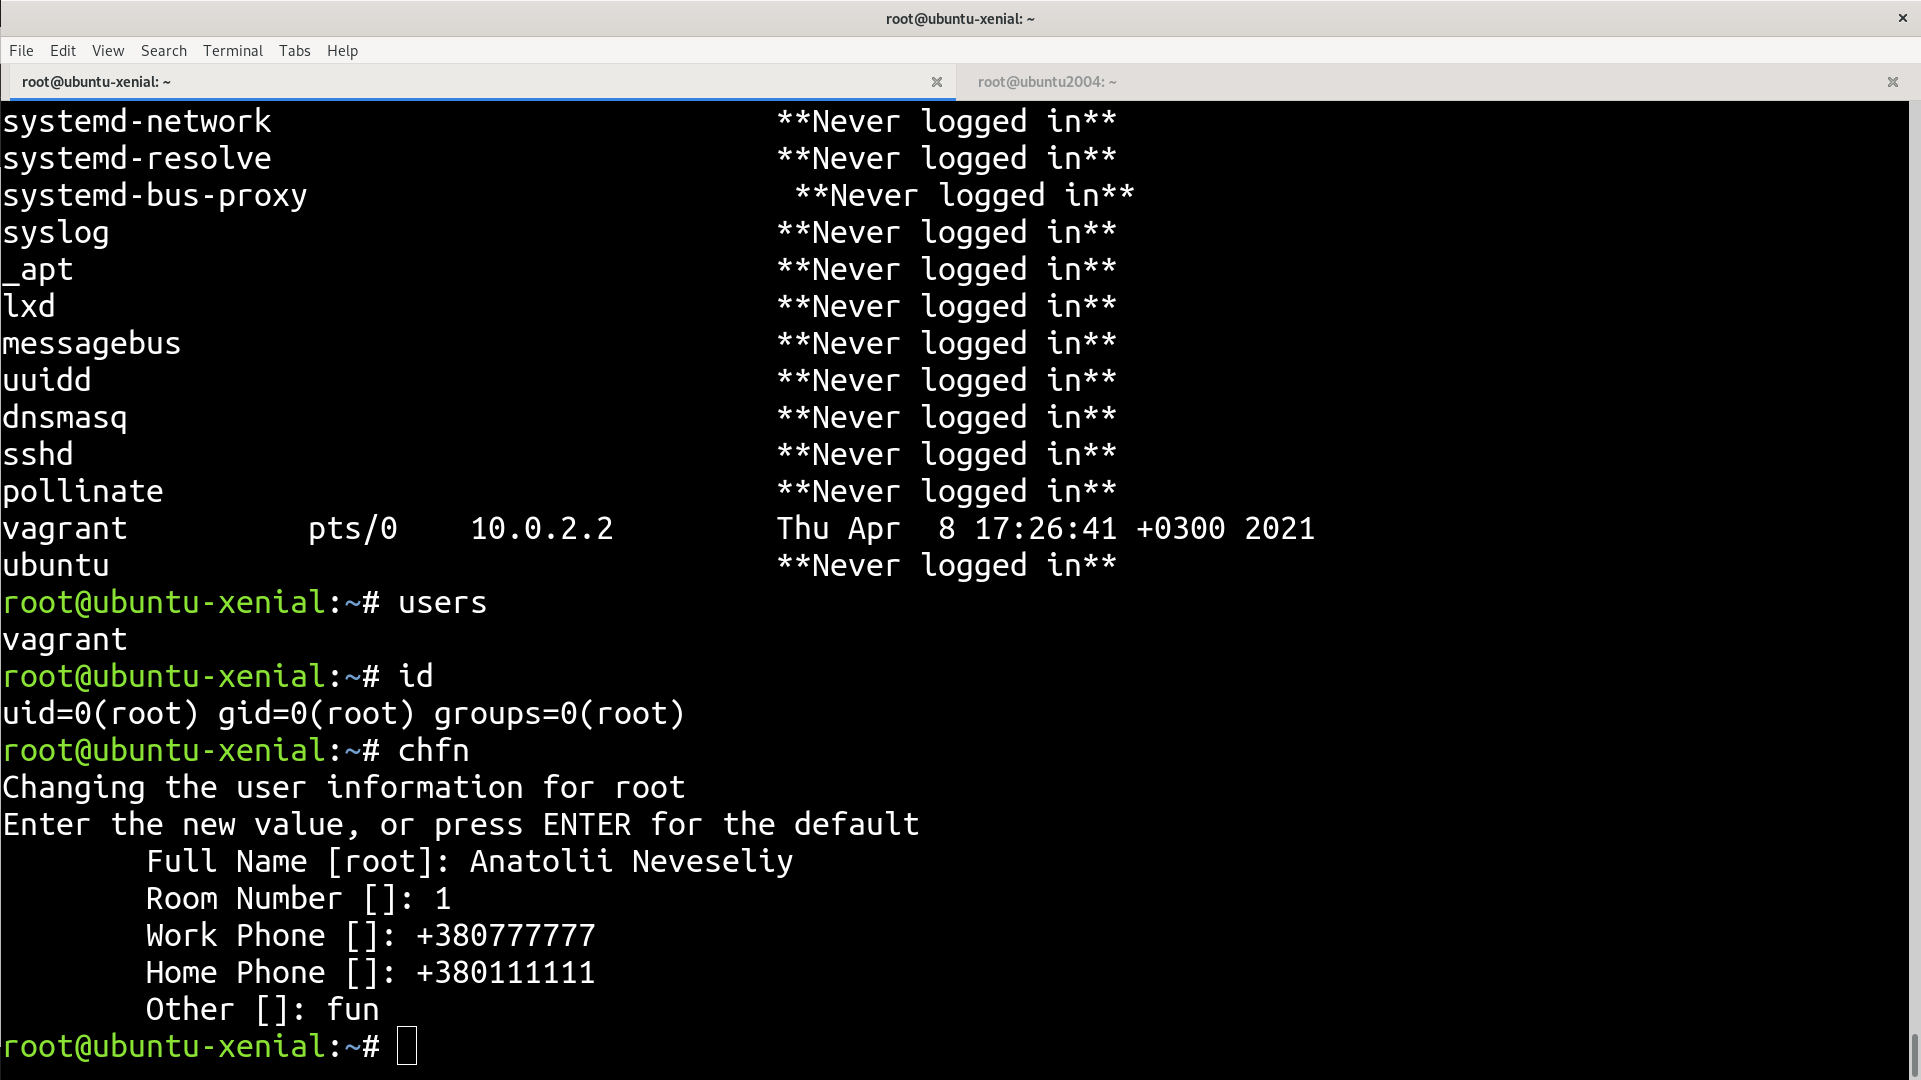 root@ubuntu-xenial: ~
File Edit View Search Terminal Tabs Help
root@ubuntu-xenial: ~ root@ubuntu2004: ~
systemd-network                            **Never logged in**
systemd-resolve                            **Never logged in**
systemd-bus-proxy                           **Never logged in**
syslog                                     **Never logged in**
_apt                                       **Never logged in**
lxd                                        **Never logged in**
messagebus                                 **Never logged in**
uuidd                                      **Never logged in**
dnsmasq                                    **Never logged in**
sshd                                       **Never logged in**
pollinate                                  **Never logged in**
vagrant          pts/0    10.0.2.2         Thu Apr  8 17:26:41 +0300 2021
ubuntu                                     **Never logged in**
root@ubuntu-xenial:~# users
vagrant
root@ubuntu-xenial:~# id
uid=0(root) gid=0(root) groups=0(root)
root@ubuntu-xenial:~# chfn
Changing the user information for root
Enter the new value, or press ENTER for the default
        Full Name [root]: Anatolii Neveseliy
        Room Number []: 1
        Work Phone []: +380777777
        Home Phone []: +380111111
        Other []: fun
root@ubuntu-xenial:~#